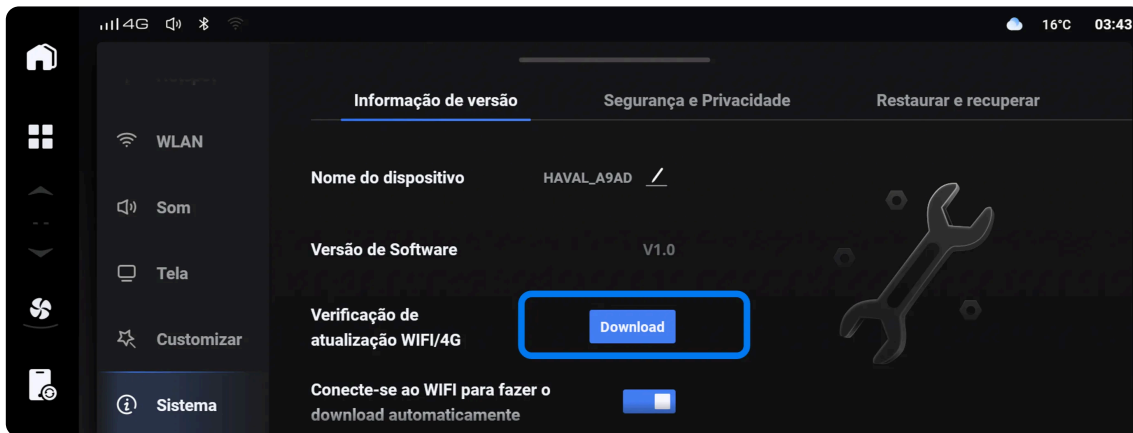 4G
16°C 03:43
Informação de versão Segurança e Privacidade Restaurar e recuperar
WLAN
Nome do dispositivo HAVAL_A9AD
Som
Versão de Software V1.0
Tela
Verificação de
atualização WIFI/4G
Download
Customizar
Conecte-se ao WIFI para fazer o
download automaticamente
Sistema